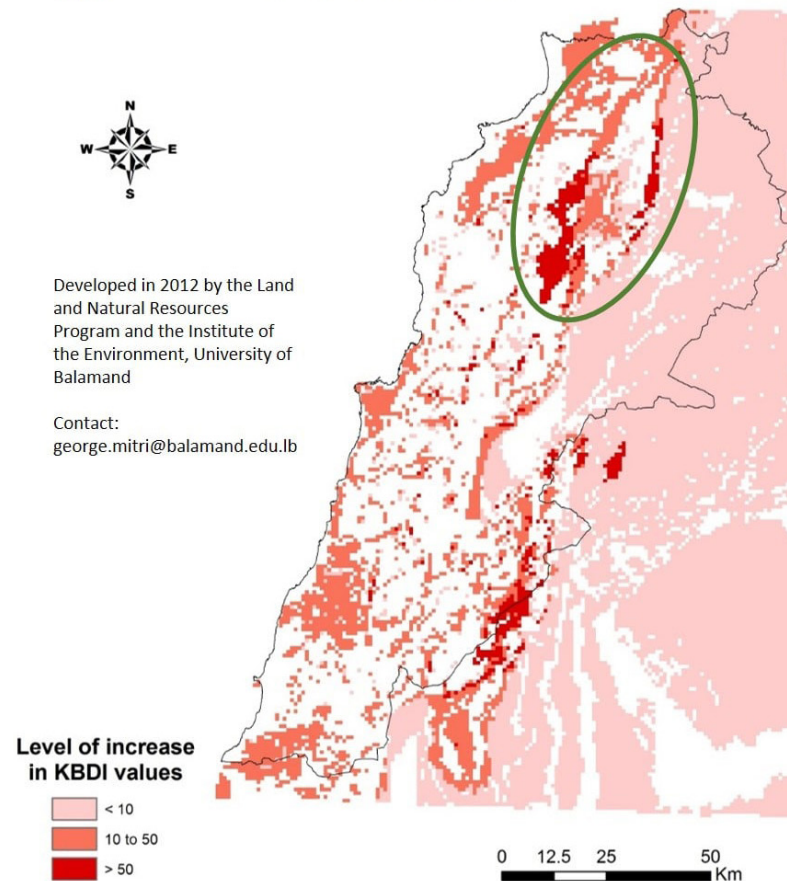 N
W E
S
Developed in 2012 by the Land
and Natural Resources
Program and the Institute of
the Environment, University of
Balamand
Contact:
george.mitri@balamand.edu.lb
Level of increase
in KBDI values
< 10
10 to 50
> 50
0 12.5 25 50
Km